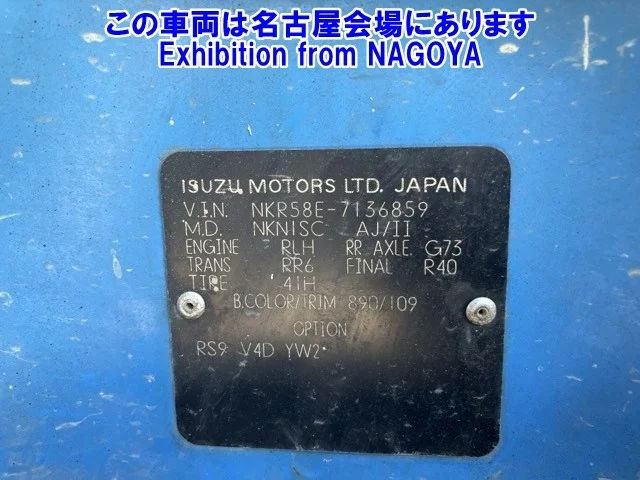 この車両は名古屋会場にあります
Exhibition from NAGOYA
ISUZU MOTORS LTD. JAPAN
V.I.N. NKR58E-7136859
M.D. NKN1SC AJ/II
ENGINE RLH RR AXLE G73
TRANS RR6 FINAL R40
TIRE 41H
B.COLOR/TRIM 890/109
OPTION
RS9 V4D YW2